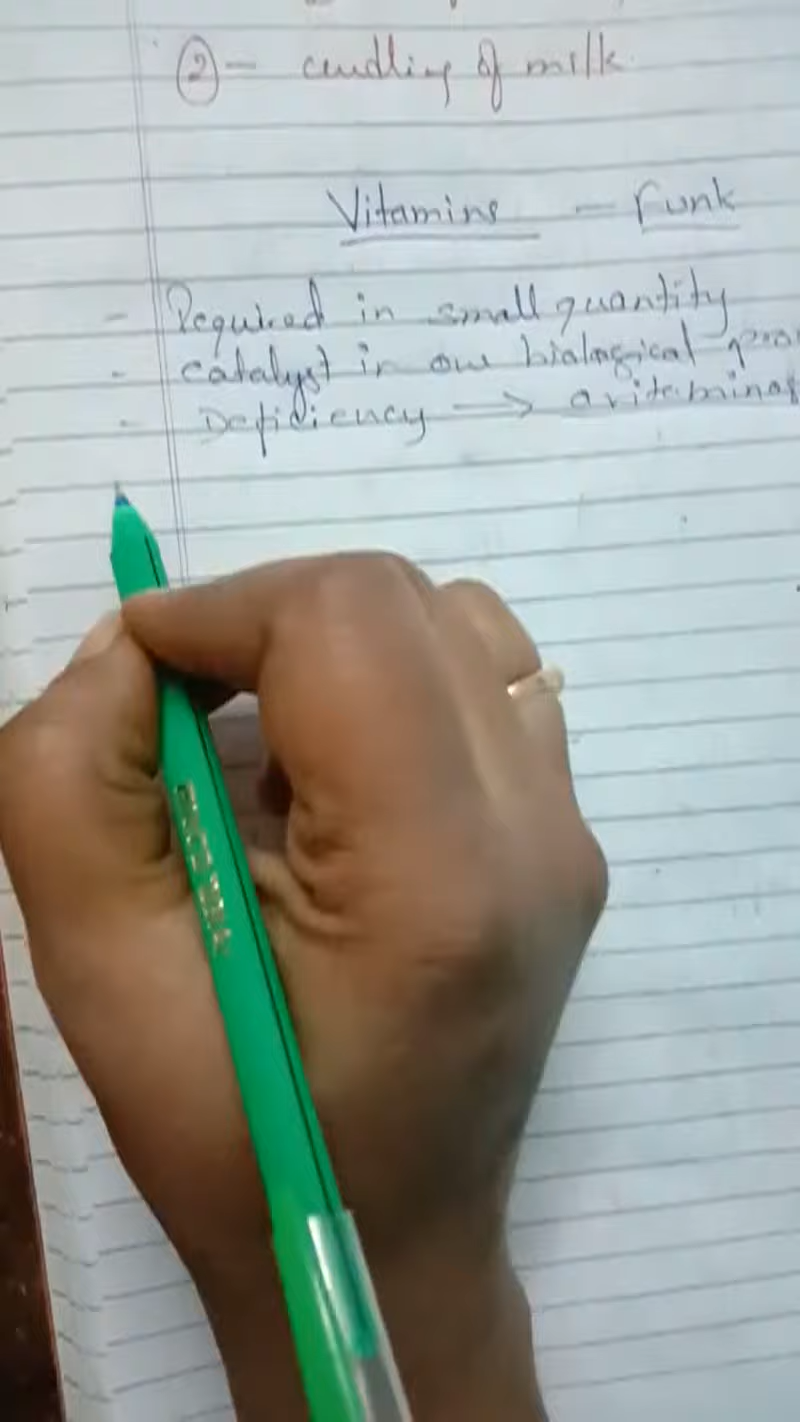 ② - curdling of milk
Vitamins - Funk
- Required in small quantity
- catalyst in our biological
- Deficiency → avitaminos